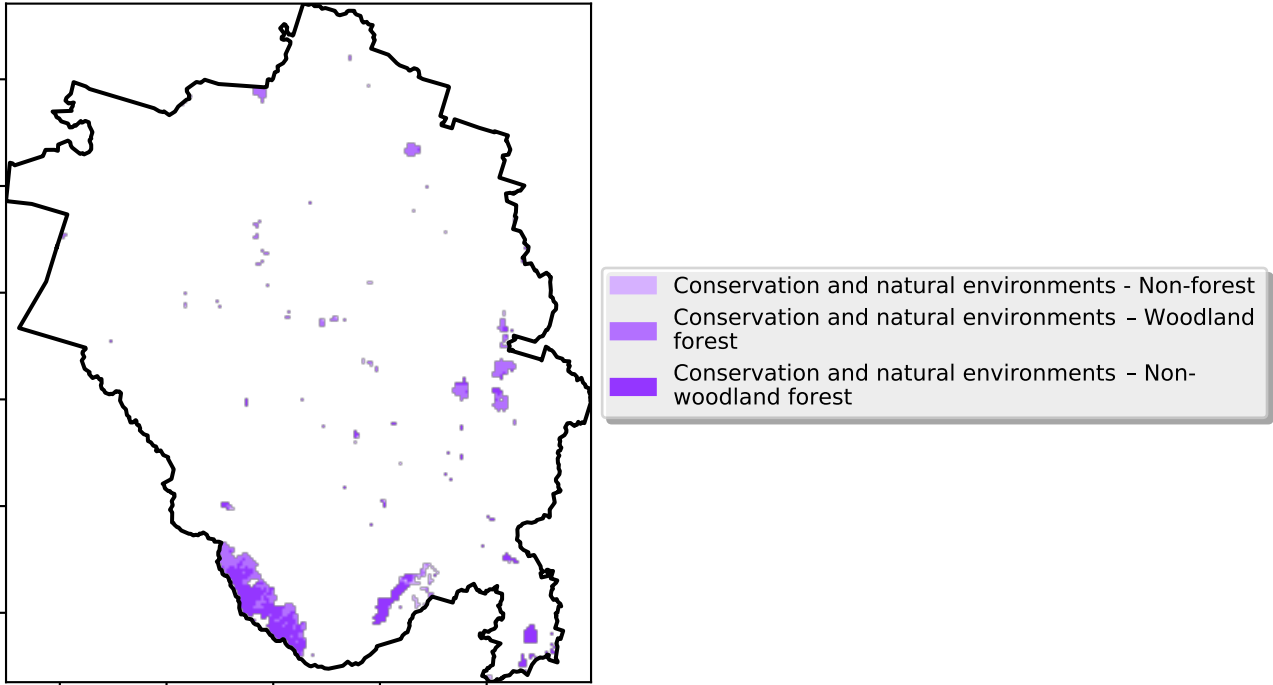 Conservation and natural environments - Non-forest
Conservation and natural environments – Woodland
forest
Conservation and natural environments – Non-
woodland forest